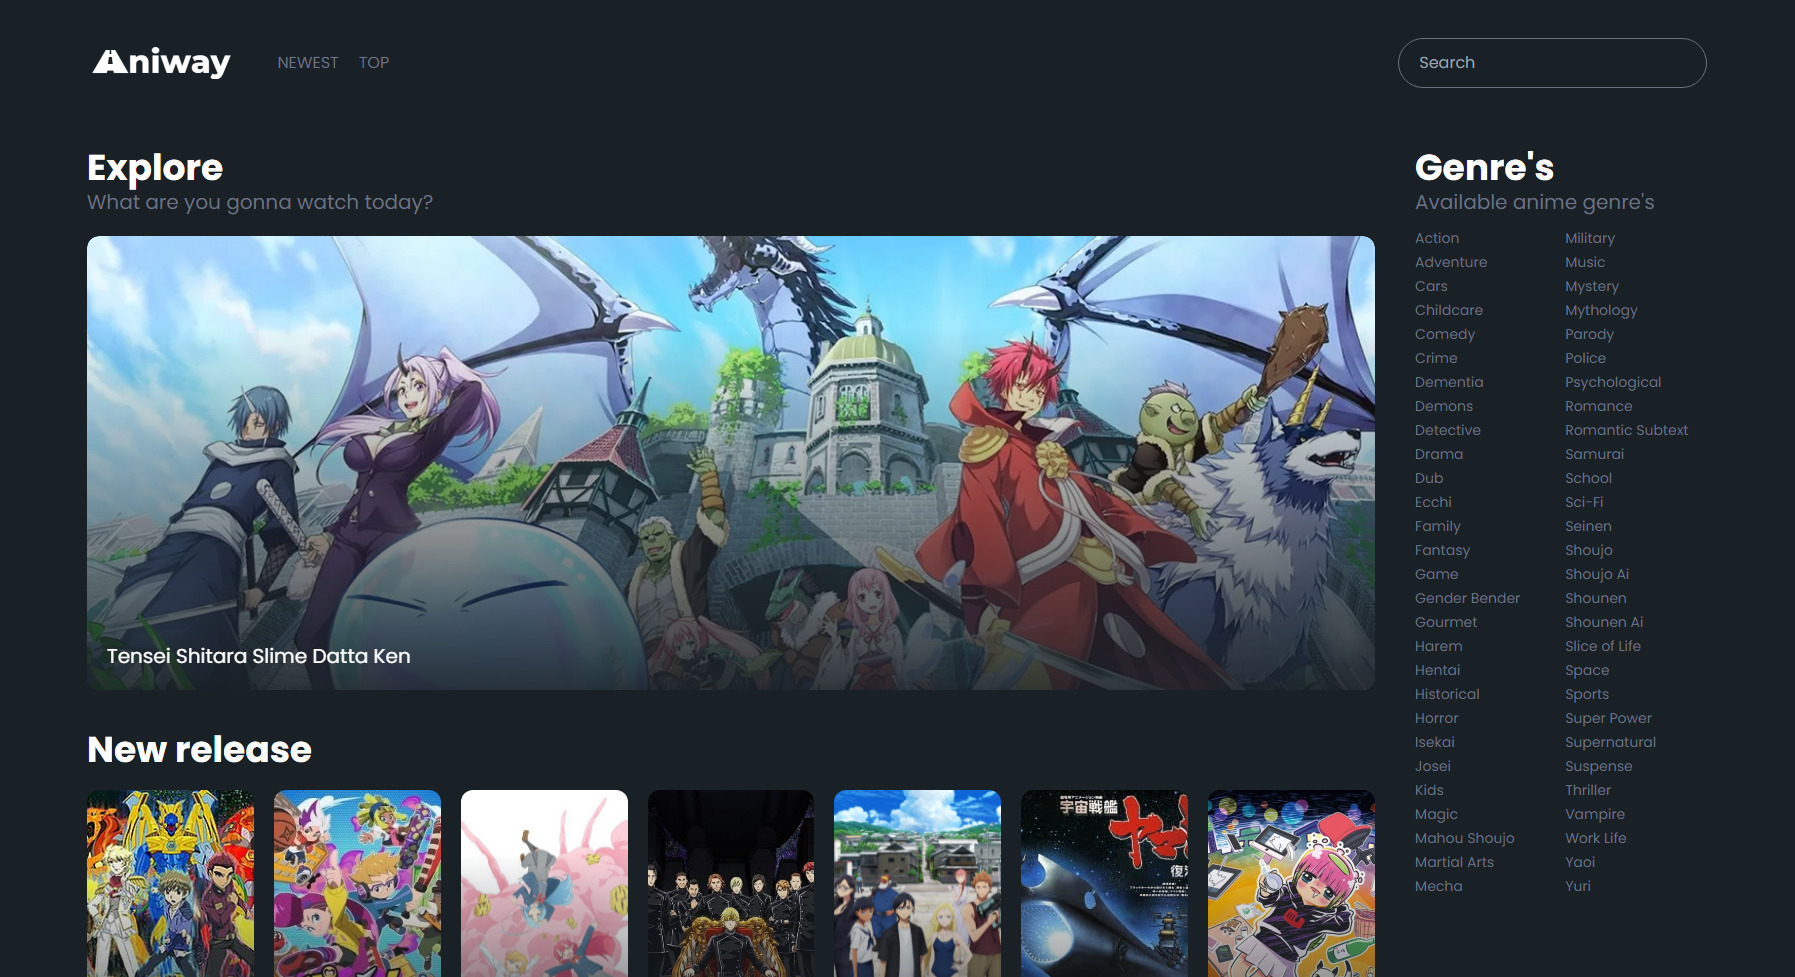 Aniway
NEWEST
TOP
Search
Explore
What are you gonna watch today?
Tensei Shitara Slime Datta Ken
New release
宇宙戦艦
ヤマ
復
Genre's
Available anime genre's
Action
Adventure
Cars
Childcare
Comedy
Crime
Dementia
Demons
Detective
Drama
Dub
Ecchi
Family
Fantasy
Game
Gender Bender
Gourmet
Harem
Hentai
Historical
Horror
Isekai
Josei
Kids
Magic
Mahou Shoujo
Martial Arts
Mecha
Military
Music
Mystery
Mythology
Parody
Police
Psychological
Romance
Romantic Subtext
Samurai
School
Sci-Fi
Seinen
Shoujo
Shoujo Ai
Shounen
Shounen Ai
Slice of Life
Space
Sports
Super Power
Supernatural
Suspense
Thriller
Vampire
Work Life
Yaoi
Yuri